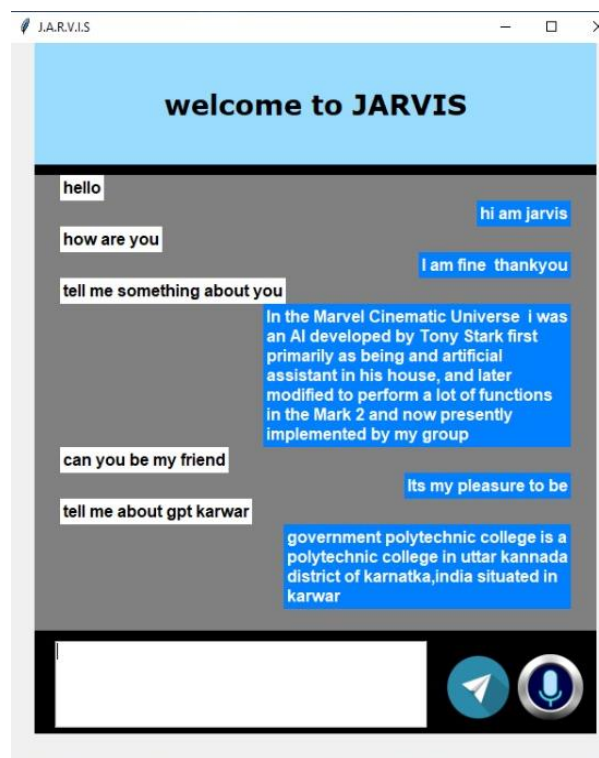 J.A.R.V.I.S
welcome to JARVIS
hello
hi am jarvis
how are you
I am fine  thankyou
tell me something about you
In the Marvel Cinematic Universe  i was
an AI developed by Tony Stark first
primarily as being and artificial
assistant in his house, and later
modified to perform a lot of functions
in the Mark 2 and now presently
implemented by my group
can you be my friend
Its my pleasure to be
tell me about gpt karwar
government polytechnic college is a
polytechnic college in uttar kannada
district of karnatka,india situated in
karwar